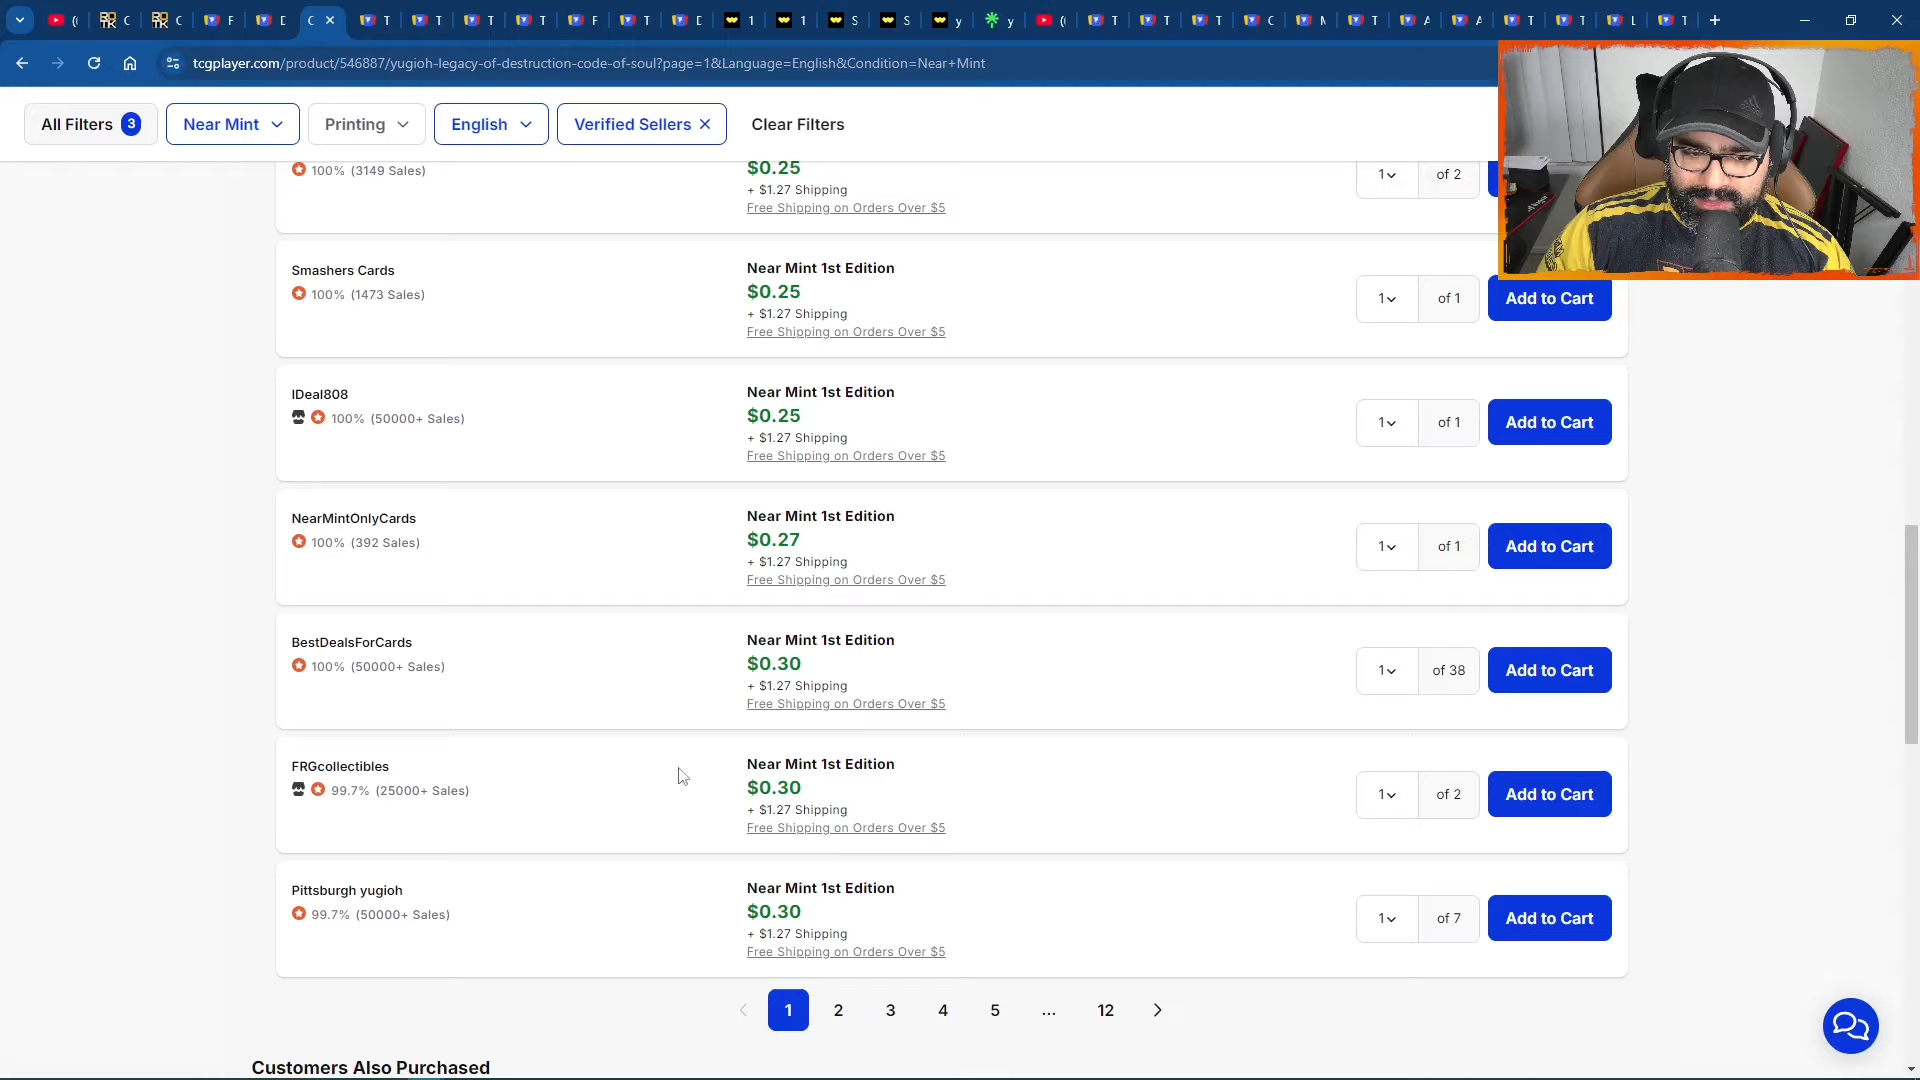 tcgplayer.com/product/546887/yugioh-legacy-of-destruction-code-of-soul?page=1&Language=English&Condition=Near+Mint
All Filters 3
Near Mint
Printing
English
Verified Sellers
Clear Filters
100% (3149 Sales)
$0.25
+ $1.27 Shipping
Free Shipping on Orders Over $5
1
of 2
Smashers Cards
100% (1473 Sales)
Near Mint 1st Edition
$0.25
+ $1.27 Shipping
Free Shipping on Orders Over $5
1
of 1
Add to Cart
IDeal808
100% (50000+ Sales)
Near Mint 1st Edition
$0.25
+ $1.27 Shipping
Free Shipping on Orders Over $5
1
of 1
Add to Cart
NearMintOnlyCards
100% (392 Sales)
Near Mint 1st Edition
$0.27
+ $1.27 Shipping
Free Shipping on Orders Over $5
1
of 1
Add to Cart
BestDealsForCards
100% (50000+ Sales)
Near Mint 1st Edition
$0.30
+ $1.27 Shipping
Free Shipping on Orders Over $5
1
of 38
Add to Cart
FRGcollectibles
99.7% (25000+ Sales)
Near Mint 1st Edition
$0.30
+ $1.27 Shipping
Free Shipping on Orders Over $5
1
of 2
Add to Cart
Pittsburgh yugioh
99.7% (50000+ Sales)
Near Mint 1st Edition
$0.30
+ $1.27 Shipping
Free Shipping on Orders Over $5
1
of 7
Add to Cart
1 2 3 4 5 ... 12
Customers Also Purchased